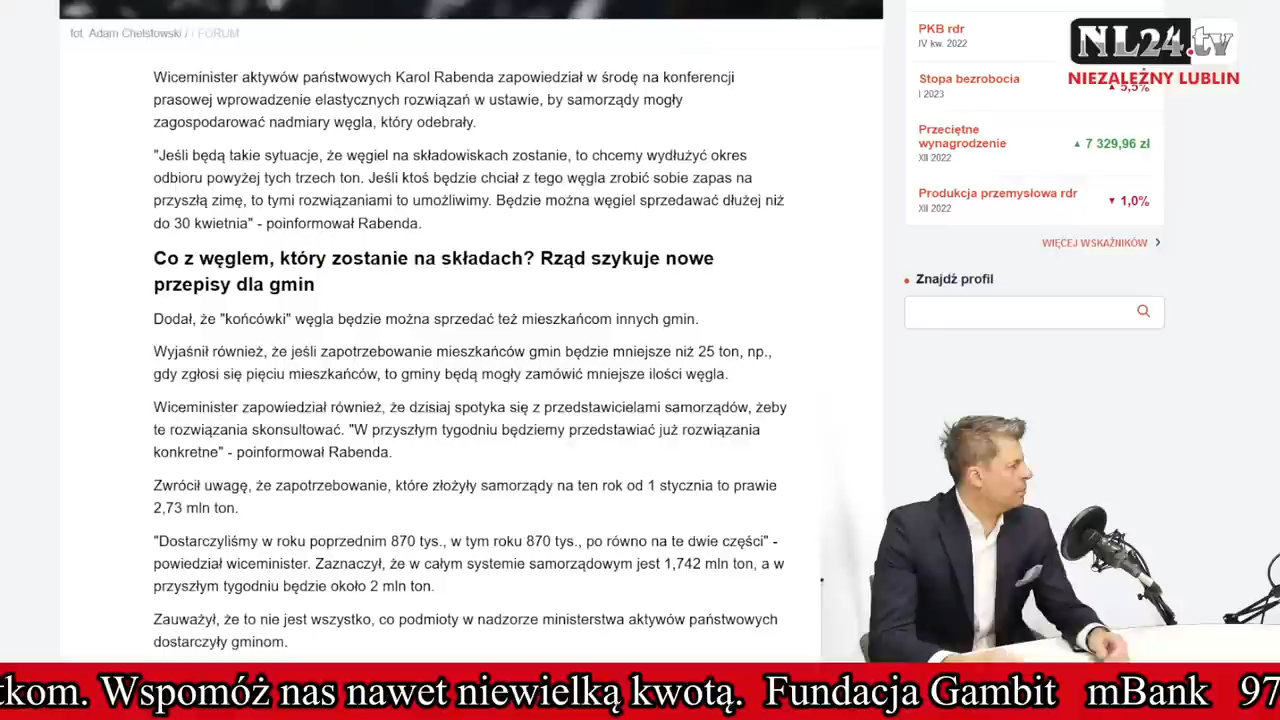 fot. Adam Chelstowski / FORUM
Wiceminister aktywów państwowych Karol Rabenda zapowiedział w środę na konferencji
prasowej wprowadzenie elastycznych rozwiązań w ustawie, by samorządy mogły
zagospodarować nadmiary węgla, który odebrały.
"Jeśli będą takie sytuacje, że węgiel na składowiskach zostanie, to chcemy wydłużyć okres
odbioru powyżej tych trzech ton. Jeśli ktoś będzie chciał z tego węgla zrobić sobie zapas na
przyszłą zimę, to tymi rozwiązaniami to umożliwimy. Będzie można węgiel sprzedawać dłużej niż
do 30 kwietnia" - poinformował Rabenda.
Co z węglem, który zostanie na składach? Rząd szykuje nowe
przepisy dla gmin
Dodał, że "końcówki" węgla będzie można sprzedać też mieszkańcom innych gmin.
Wyjaśnił również, że jeśli zapotrzebowanie mieszkańców gmin będzie mniejsze niż 25 ton, np.,
gdy zgłosi się pięciu mieszkańców, to gminy będą mogły zamówić mniejsze ilości węgla.
Wiceminister zapowiedział również, że dzisiaj spotyka się z przedstawicielami samorządów, żeby
te rozwiązania skonsultować. "W przyszłym tygodniu będziemy przedstawiać już rozwiązania
konkretne" - poinformował Rabenda.
Zwrócił uwagę, że zapotrzebowanie, które złożyły samorządy na ten rok od 1 stycznia to prawie
2,73 mln ton.
"Dostarczyliśmy w roku poprzednim 870 tys., w tym roku 870 tys., po równo na te dwie części" -
powiedział wiceminister. Zaznaczył, że w całym systemie samorządowym jest 1,742 mln ton, a w
przyszłym tygodniu będzie około 2 mln ton.
Zauważył, że to nie jest wszystko, co podmioty w nadzorze ministerstwa aktywów państwowych
dostarczyły gminom.
PKB rdr
IV kw. 2022
Stopa bezrobocia
▲ 5,5%
I 2023
Przeciętne
wynagrodzenie
▲ 7 329,96 zł
XII 2022
Produkcja przemysłowa rdr
▼ 1,0%
XII 2022
WIĘCEJ WSKAŹNIKÓW
Znajdź profil
NL24.tv
NIEZALEŻNY LUBLIN
tkom. Wspomóż nas nawet niewielką kwotą. Fundacja Gambit mBank 97